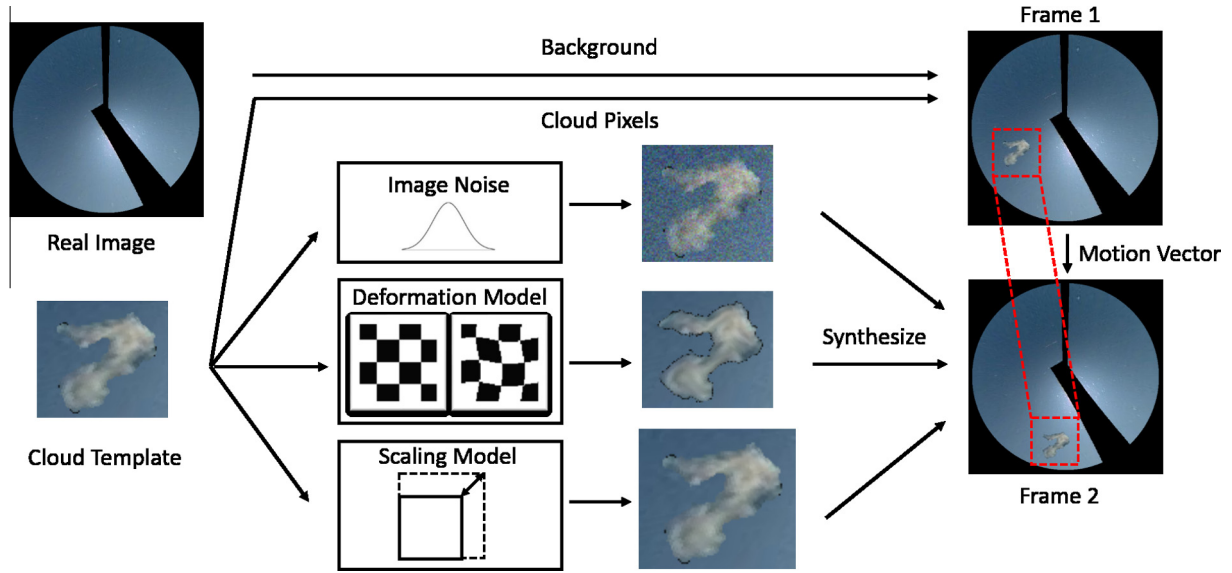 Frame 1
Background
Cloud Pixels
Image Noise
Real Image
Motion Vector
Deformation Model
Synthesize
Cloud Template
Scaling Model
Frame 2